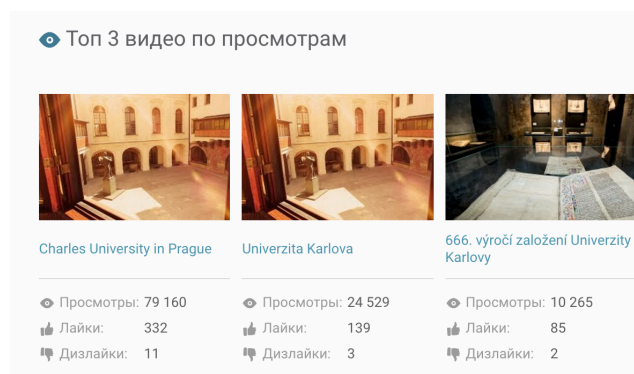 Топ 3 видео по просмотрам
Charles University in Prague
Univerzita Karlova
666. výročí založení Univerzity
Karlovy
Просмотры: 79 160
Лайки: 332
Дизлайки: 11
Просмотры: 24 529
Лайки: 139
Дизлайки: 3
Просмотры: 10 265
Лайки: 85
Дизлайки: 2